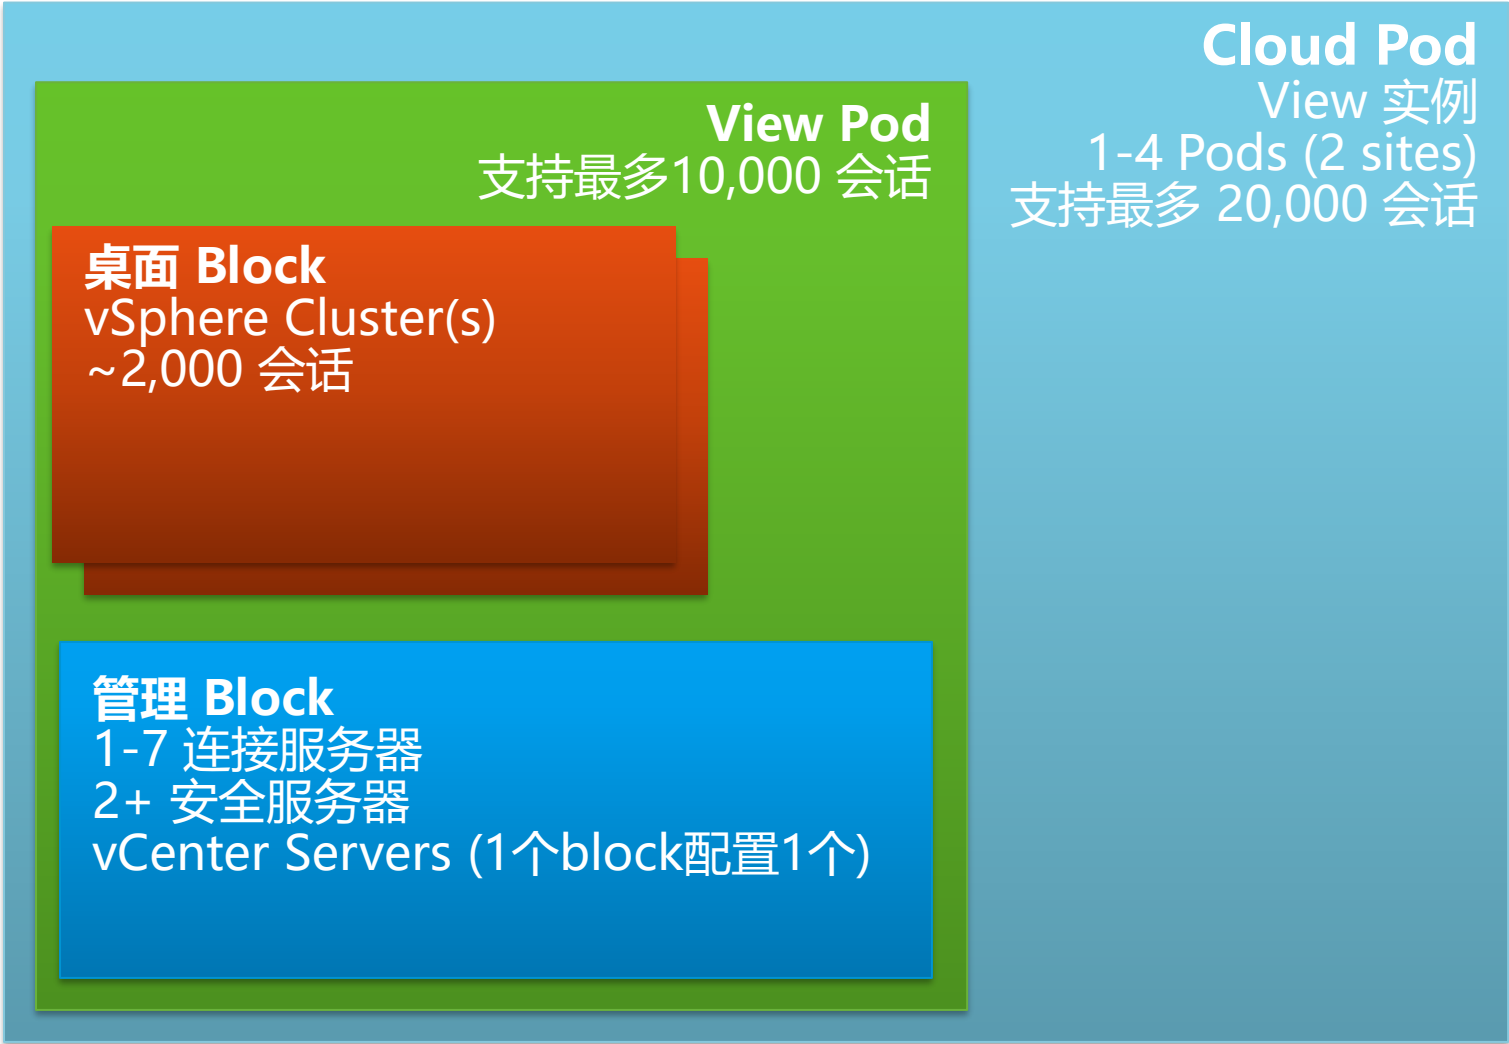 Cloud Pod
View 实例
1-4 Pods (2 sites)
支持最多 20,000 会话
View Pod
支持最多10,000 会话
桌面 Block
vSphere Cluster(s)
~2,000 会话
管理 Block
1-7 连接服务器
2+ 安全服务器
vCenter Servers (1个block配置1个)